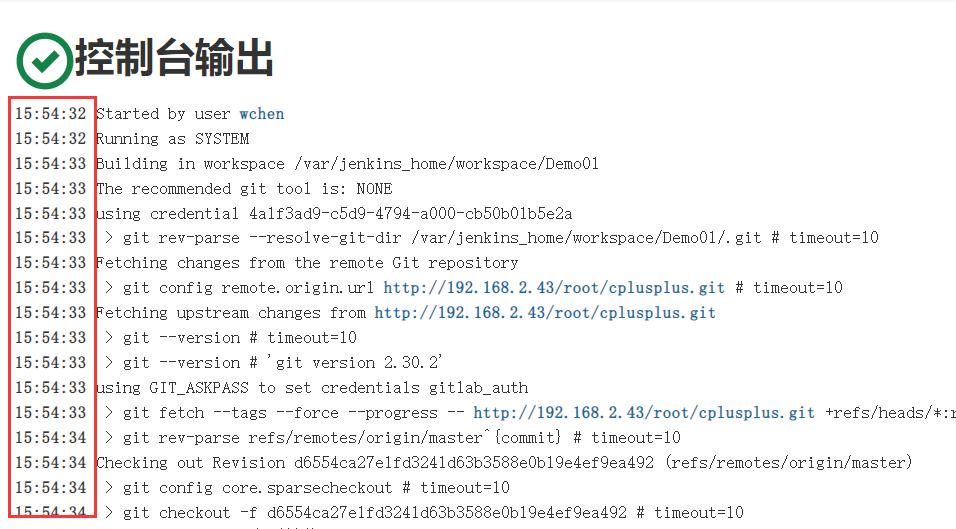 控制台输出
15:54:32 Started by user wchen
15:54:32 Running as SYSTEM
15:54:33 Building in workspace /var/jenkins_home/workspace/Demo01
15:54:33 The recommended git tool is: NONE
15:54:33 using credential 4a1f3ad9-c5d9-4794-a000-cb50b01b5e2a
15:54:33 > git rev-parse --resolve-git-dir /var/jenkins_home/workspace/Demo01/.git # timeout=10
15:54:33 Fetching changes from the remote Git repository
15:54:33 > git config remote.origin.url http://192.168.2.43/root/cplusplus.git # timeout=10
15:54:33 Fetching upstream changes from http://192.168.2.43/root/cplusplus.git
15:54:33 > git --version # timeout=10
15:54:33 > git --version # 'git version 2.30.2'
15:54:33 using GIT_ASKPASS to set credentials gitlab_auth
15:54:33 > git fetch --tags --force --progress -- http://192.168.2.43/root/cplusplus.git +refs/heads/*:r
15:54:34 > git rev-parse refs/remotes/origin/master^{commit} # timeout=10
15:54:34 Checking out Revision d6554ca27e1fd3241d63b3588e0b19e4ef9ea492 (refs/remotes/origin/master)
15:54:34 > git config core.sparsecheckout # timeout=10
15:54:34 > git checkout -f d6554ca27e1fd3241d63b3588e0b19e4ef9ea492 # timeout=10